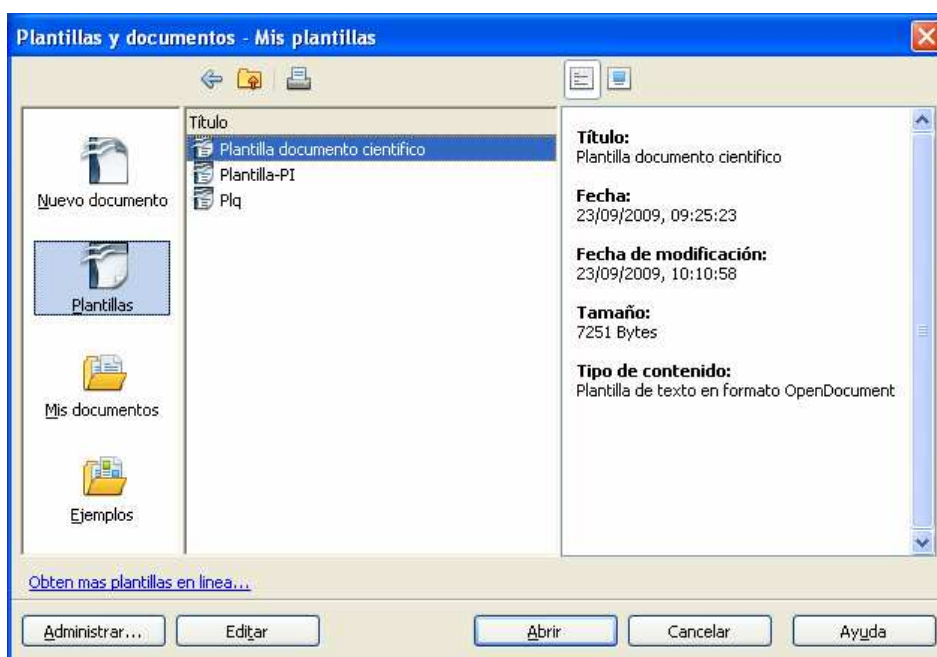 Plantillas y documentos - Mis plantillas
Nuevo documento
Plantillas
Mis documentos
Ejemplos
Título
Plantilla documento científico
Plantilla-PI
Plq
Título:
Plantilla documento científico
Fecha:
23/09/2009, 09:25:23
Fecha de modificación:
23/09/2009, 10:10:58
Tamaño:
7251 Bytes
Tipo de contenido:
Plantilla de texto en formato OpenDocument
Obten mas plantillas en linea...
Administrar... Editar Abrir Cancelar Ayuda